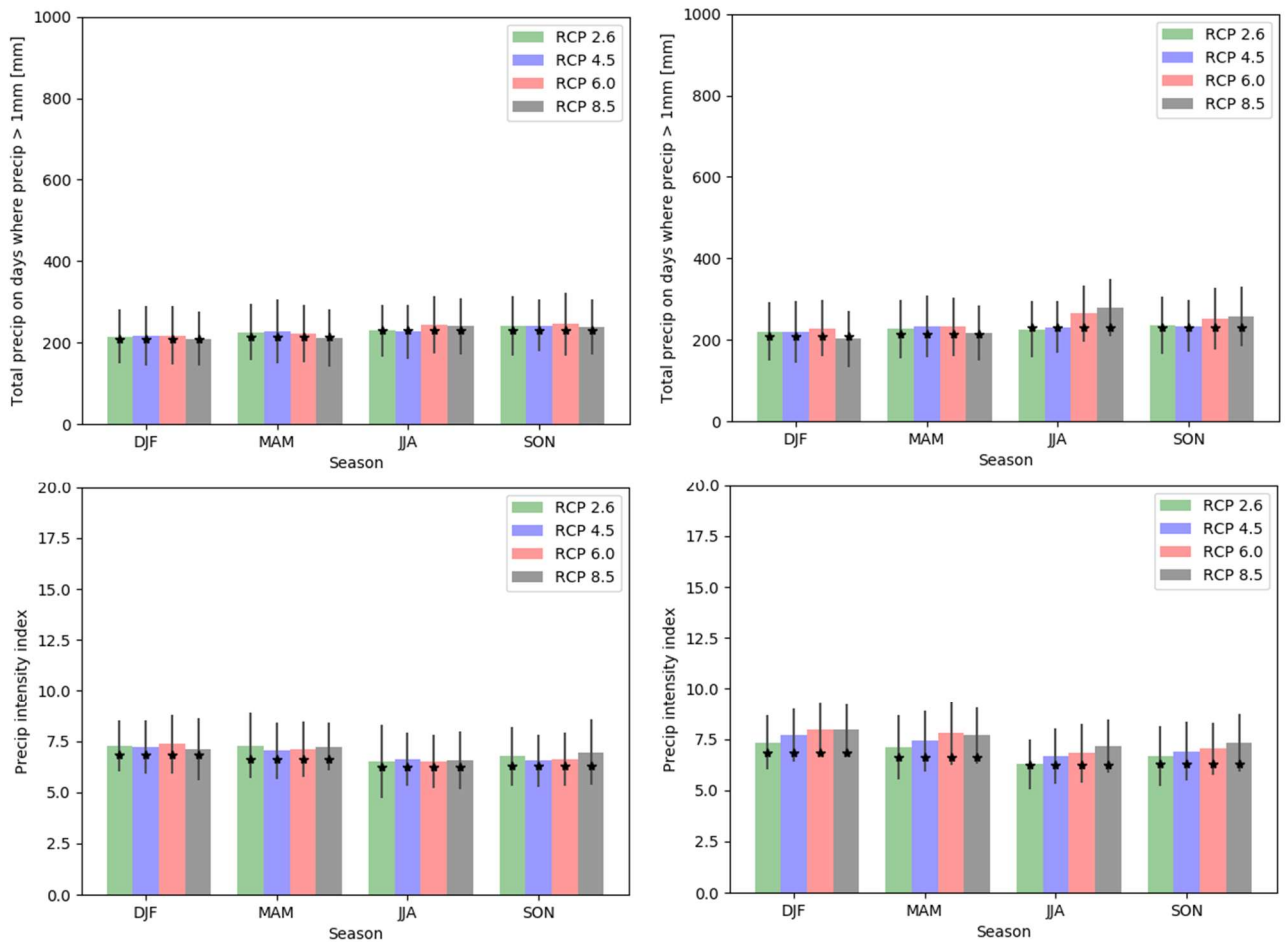 Total precip on days where precip > 1mm [mm]
1000
800
600
400
200
0
RCP 2.6
RCP 4.5
RCP 6.0
RCP 8.5
DJF
MAM
JJA
SON
Season
Total precip on days where precip > 1mm [mm]
1000
800
600
400
200
0
RCP 2.6
RCP 4.5
RCP 6.0
RCP 8.5
DJF
MAM
JJA
SON
Season
Precip intensity index
20.0
17.5
15.0
12.5
10.0
7.5
5.0
2.5
0.0
RCP 2.6
RCP 4.5
RCP 6.0
RCP 8.5
DJF
MAM
JJA
SON
Season
Precip intensity index
20.0
17.5
15.0
12.5
10.0
7.5
5.0
2.5
0.0
RCP 2.6
RCP 4.5
RCP 6.0
RCP 8.5
DJF
MAM
JJA
SON
Season